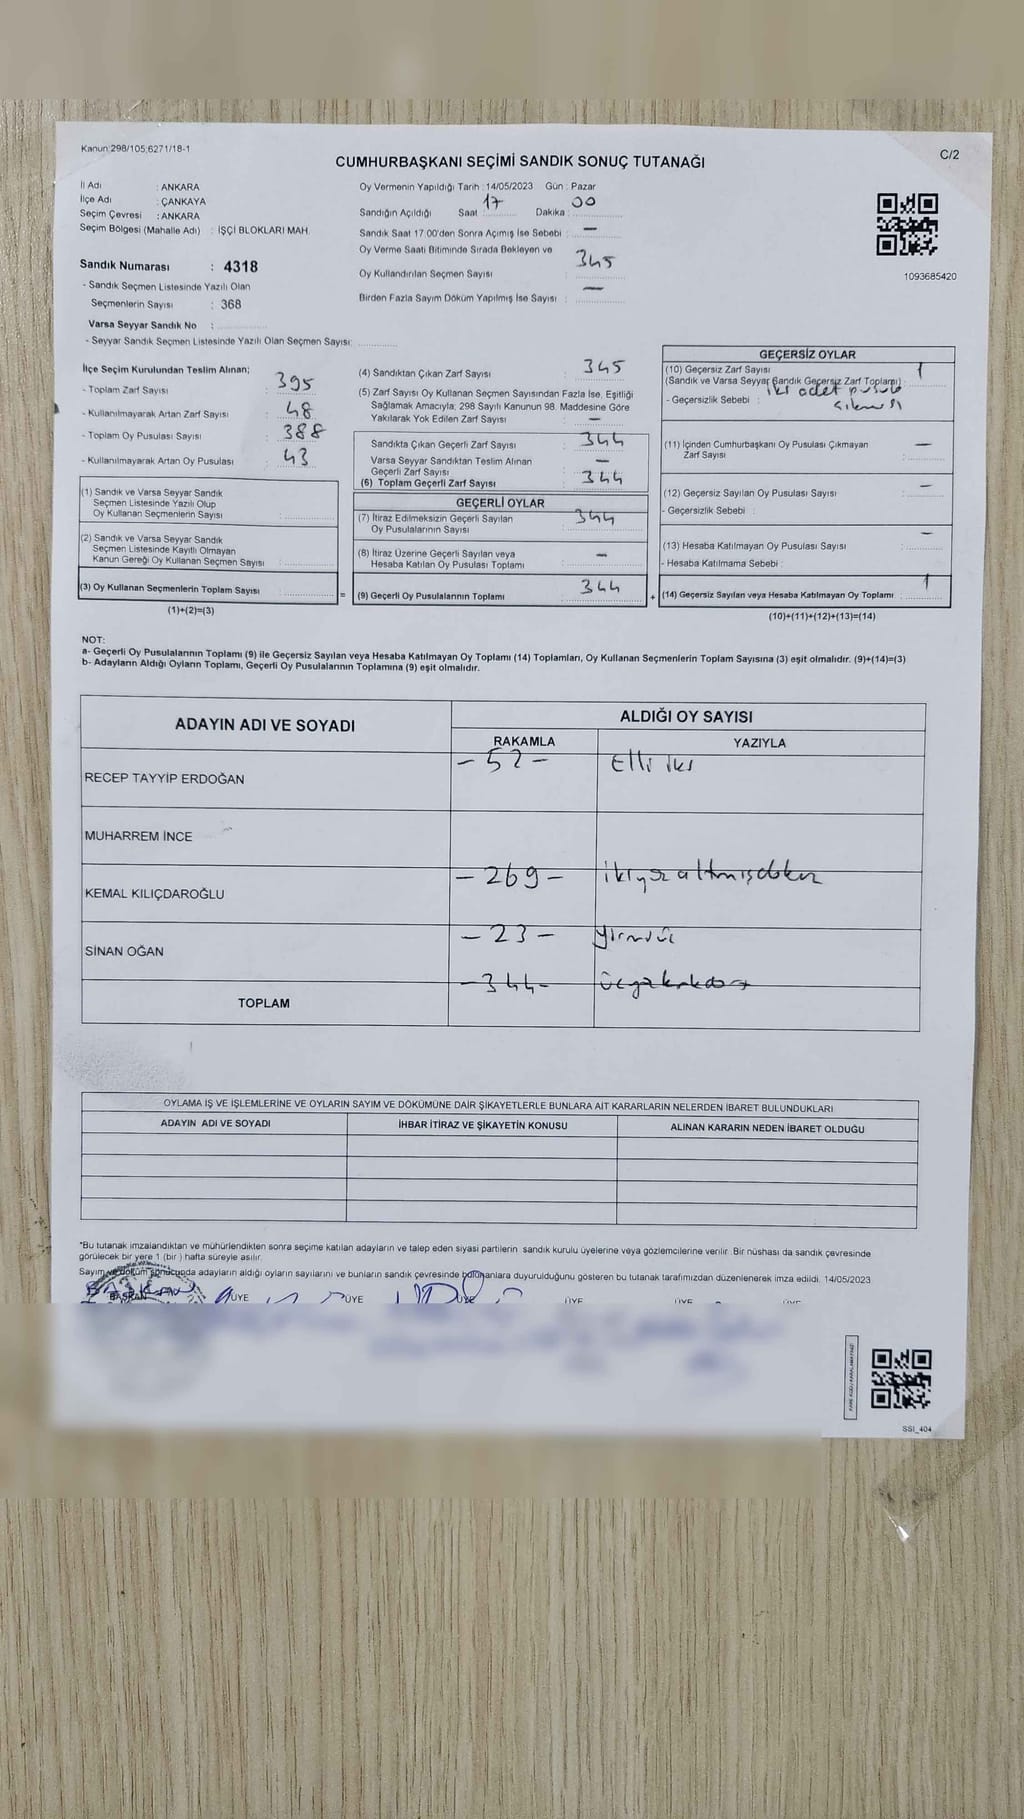 Kanun:298/105,6271/18-1
C/2
CUMHURBAŞKANI SEÇİMİ SANDIK SONUÇ TUTANAĞI
İl Adı : ANKARA
İlçe Adı : ÇANKAYA
Seçim Çevresi : ANKARA
Seçim Bölgesi (Mahalle Adı) : İŞÇİ BLOKLARI MAH.
Sandık Numarası : 4318
- Sandık Seçmen Listesinde Yazılı Olan
Seçmenlerin Sayısı : 368
Varsa Seyyar Sandık No :
- Seyyar Sandık Seçmen Listesinde Yazılı Olan Seçmen Sayısı:
Oy Vermenin Yapıldığı Tarih : 14/05/2023 Gün : Pazar
Sandığın Açıldığı Saat : 17 Dakika : 00
Sandık Saat 17.00'den Sonra Açımış İse Sebebi : —
Oy Verme Saati Bitiminde Sırada Bekleyen ve
Oy Kullandırılan Seçmen Sayısı : 345
Birden Fazla Sayım Döküm Yapılmış İse Sayısı : —
1093685420
İlçe Seçim Kurulundan Teslim Alınan;
- Toplam Zarf Sayısı : 395
- Kullanılmayarak Artan Zarf Sayısı : 48
- Toplam Oy Pusulası Sayısı : 388
- Kullanılmayarak Artan Oy Pusulası : 43
(1) Sandık ve Varsa Seyyar Sandık
Seçmen Listesinde Yazılı Olup
Oy Kullanan Seçmenlerin Sayısı :
(2) Sandık ve Varsa Seyyar Sandık
Seçmen Listesinde Kayıtlı Olmayan
Kanun Gereği Oy Kullanan Seçmen Sayısı :
(3) Oy Kullanan Seçmenlerin Toplam Sayısı :
(1)+(2)=(3)
=
(4) Sandıktan Çıkan Zarf Sayısı : 345
(5) Zarf Sayısı Oy Kullanan Seçmen Sayısından Fazla İse, Eşitliği
Sağlamak Amacıyla; 298 Sayılı Kanunun 98. Maddesine Göre
Yakılarak Yok Edilen Zarf Sayısı : —
Sandıkta Çıkan Geçerli Zarf Sayısı : 344
Varsa Seyyar Sandıktan Teslim Alınan
Geçerli Zarf Sayısı : —
(6) Toplam Geçerli Zarf Sayısı : 344
GEÇERLİ OYLAR
(7) İtiraz Edilmeksizin Geçerli Sayılan
Oy Pusulalarının Sayısı : 344
(8) İtiraz Üzerine Geçerli Sayılan veya
Hesaba Katılan Oy Pusulası Toplamı : —
(9) Geçerli Oy Pusulalarının Toplamı : 344
+
GEÇERSİZ OYLAR
(10) Geçersiz Zarf Sayısı 1
(Sandık ve Varsa Seyyar Sandık Geçersiz Zarf Toplamı) :
- Geçersizlik Sebebi : iki adet pusula
çıkması
(11) İçinden Cumhurbaşkanı Oy Pusulası Çıkmayan
Zarf Sayısı : —
(12) Geçersiz Sayılan Oy Pusulası Sayısı : —
- Geçersizlik Sebebi :
(13) Hesaba Katılmayan Oy Pusulası Sayısı : —
- Hesaba Katılmama Sebebi :
(14) Geçersiz Sayılan veya Hesaba Katılmayan Oy Toplamı : 1
(10)+(11)+(12)+(13)=(14)
NOT:
a- Geçerli Oy Pusulalarının Toplamı (9) ile Geçersiz Sayılan veya Hesaba Katılmayan Oy Toplamı (14) Toplamları, Oy Kullanan Seçmenlerin Toplam Sayısına (3) eşit olmalıdır. (9)+(14)=(3)
b- Adayların Aldığı Oyların Toplamı, Geçerli Oy Pusulalarının Toplamına (9) eşit olmalıdır.
ADAYIN ADI VE SOYADI
ALDIĞI OY SAYISI
RAKAMLA YAZIYLA
RECEP TAYYİP ERDOĞAN - 52 - Elli iki
MUHARREM İNCE
KEMAL KILIÇDAROĞLU - 269 - ikiyüz altmışdokuz
SİNAN OĞAN - 23 - yirmiüç
TOPLAM - 344 - üçyüzkırkdört
OYLAMA İŞ VE İŞLEMLERİNE VE OYLARIN SAYIM VE DÖKÜMÜNE DAİR ŞİKAYETLERLE BUNLARA AİT KARARLARIN NELERDEN İBARET BULUNDUKLARI
ADAYIN ADI VE SOYADI İHBAR İTİRAZ VE ŞİKAYETİN KONUSU ALINAN KARARIN NEDEN İBARET OLDUĞU
*Bu tutanak imzalandıktan ve mühürlendikten sonra seçime katılan adayların ve talep eden siyasi partilerin sandık kurulu üyelerine veya gözlemcilerine verilir. Bir nüshası da sandık çevresinde
görülecek bir yere 1 (bir ) hafta süreyle asılır.
Sayım ve döküm sonucunda adayların aldığı oyların sayılarını ve bunların sandık çevresinde bulunanlara duyurulduğunu gösteren bu tutanak tarafımızdan düzenlenerek imza edildi. 14/05/2023
BAŞKAN ÜYE ÜYE ÜYE ÜYE ÜYE ÜYE
SSI_404